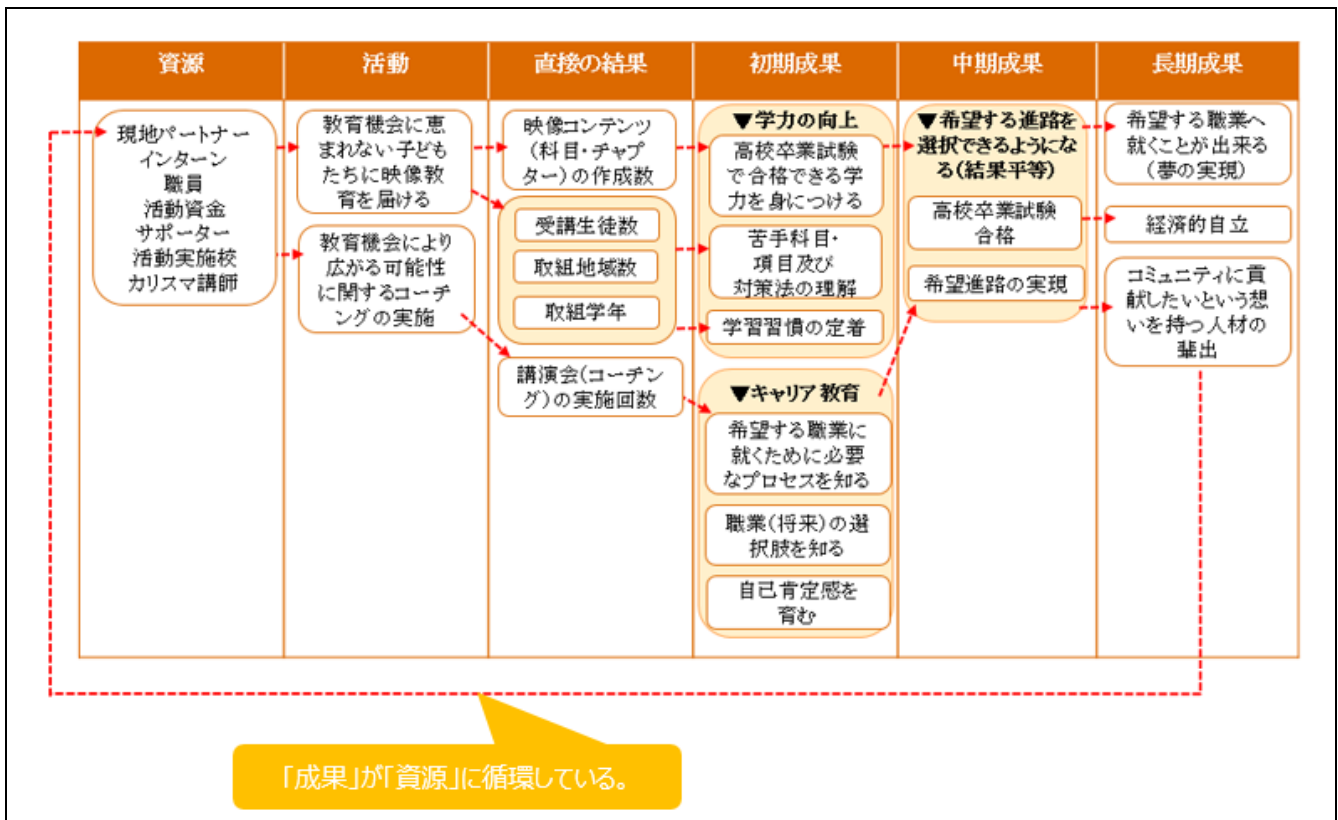 資源
活動
直接の結果
初期成果
中期成果
長期成果
現地パートナー
インターン
職員
活動資金
サポーター
活動実施校
カリスマ講師
教育機会に恵
まれない子ども
たちに映像教
育を届ける
教育機会により
広がる可能性
に関するコーチ
ングの実施
映像コンテンツ
(科目・チャプ
ター)の作成数
受講生徒数
取組地域数
取組学年
講演会(コーチン
グ)の実施回数
▼学力の向上
高校卒業試験
で合格できる学
力を身につける
苦手科目・
項目及び
対策法の理解
学習習慣の定着
▼キャリア教育
希望する職業に
就くために必要
なプロセスを知る
職業(将来)の選
択肢を知る
自己肯定感を
育む
▼希望する進路を
選択できるようにな
る(結果平等)
高校卒業試験
合格
希望進路の実現
希望する職業へ
就くことが出来る
(夢の実現)
経済的自立
コミュニティに貢
献したいという想
いを持つ人材の
輩出
「成果」が「資源」に循環している。